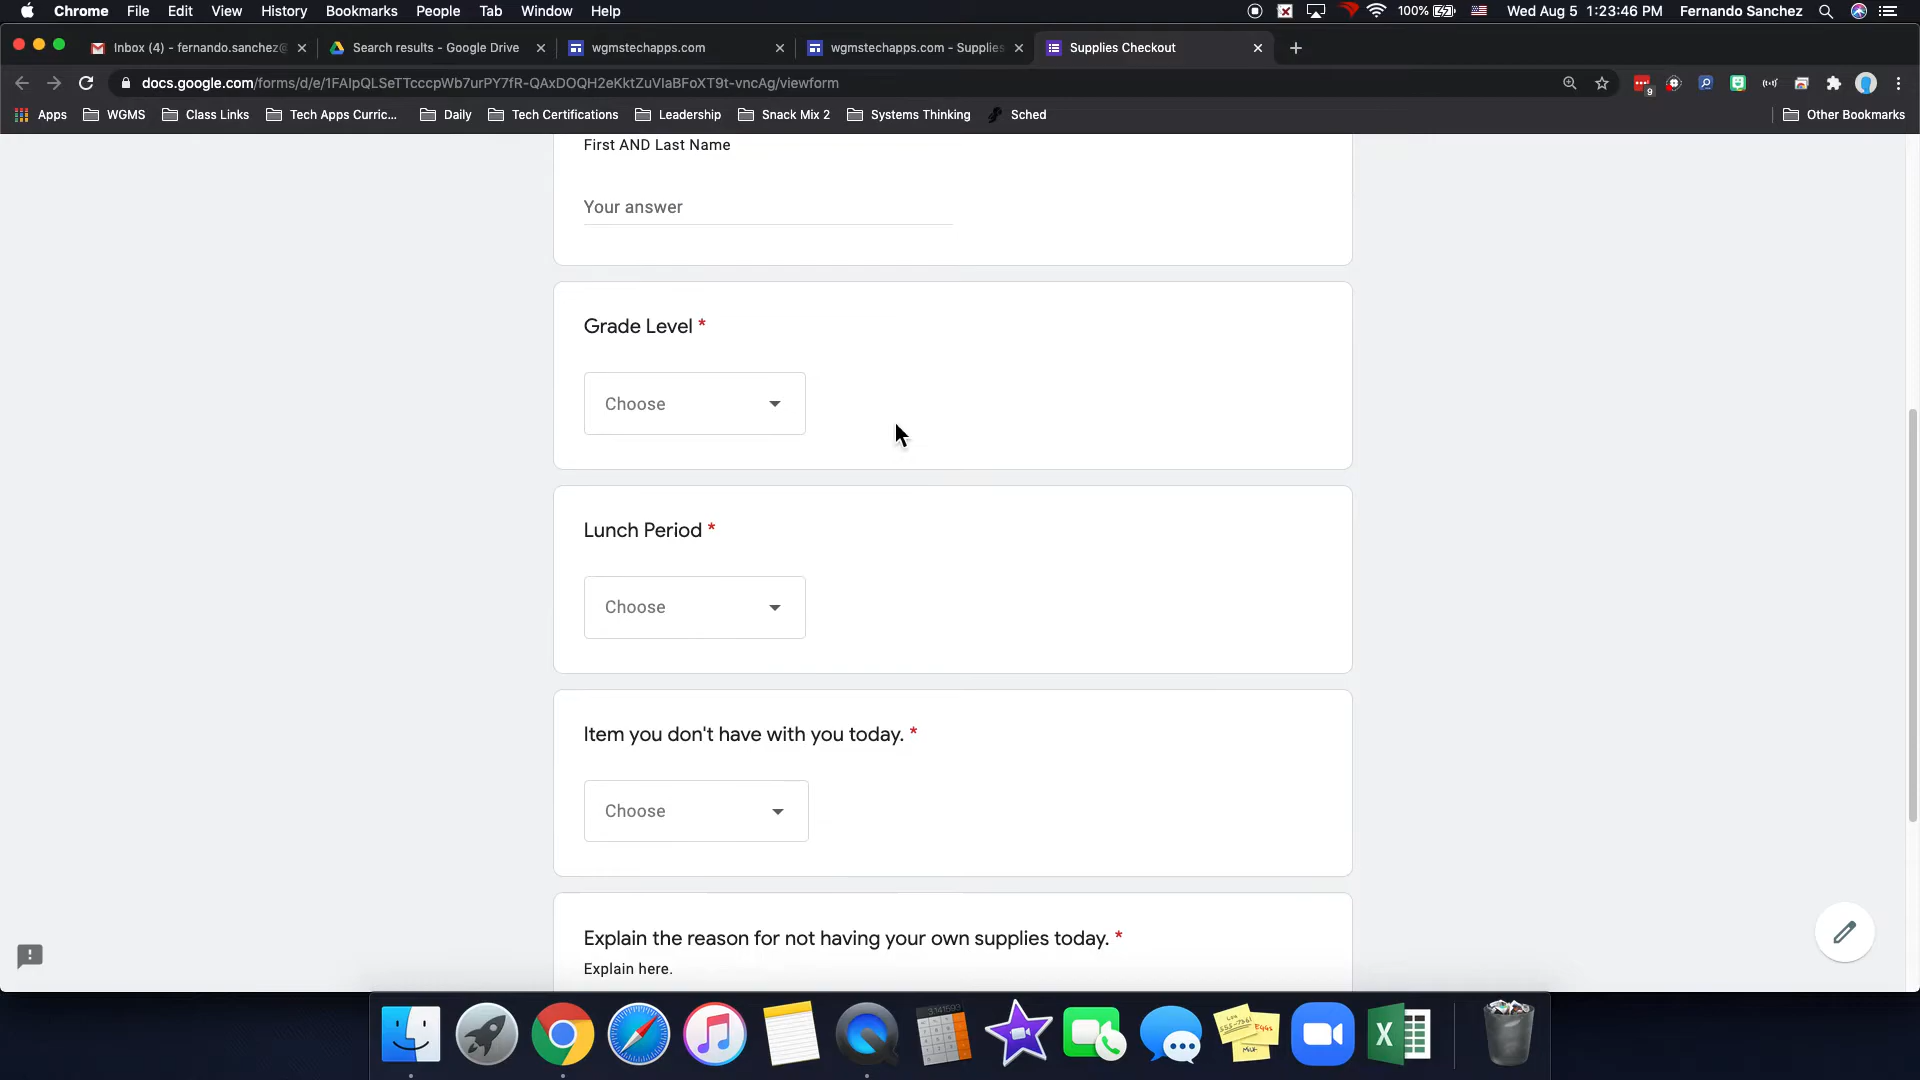 Chrome File Edit View History Bookmarks People Tab Window Help 100% Wed Aug 5 1:23:46 PM Fernando Sanchez
Inbox (4) - fernando.sanchez@ Search results - Google Drive wgmstechapps.com wgmstechapps.com - Supplies Supplies Checkout
docs.google.com/forms/d/e/1FAIpQLSeTTcccpWb7urPY7fR-QAxDOQH2eKktZuVIaBFoXT9t-vncAg/viewform 9
Apps WGMS Class Links Tech Apps Curric... Daily Tech Certifications Leadership Snack Mix 2 Systems Thinking Sched Other Bookmarks
First AND Last Name
Your answer
Grade Level *
Choose
Lunch Period *
Choose
Item you don't have with you today. *
Choose
Explain the reason for not having your own supplies today. *
Explain here.